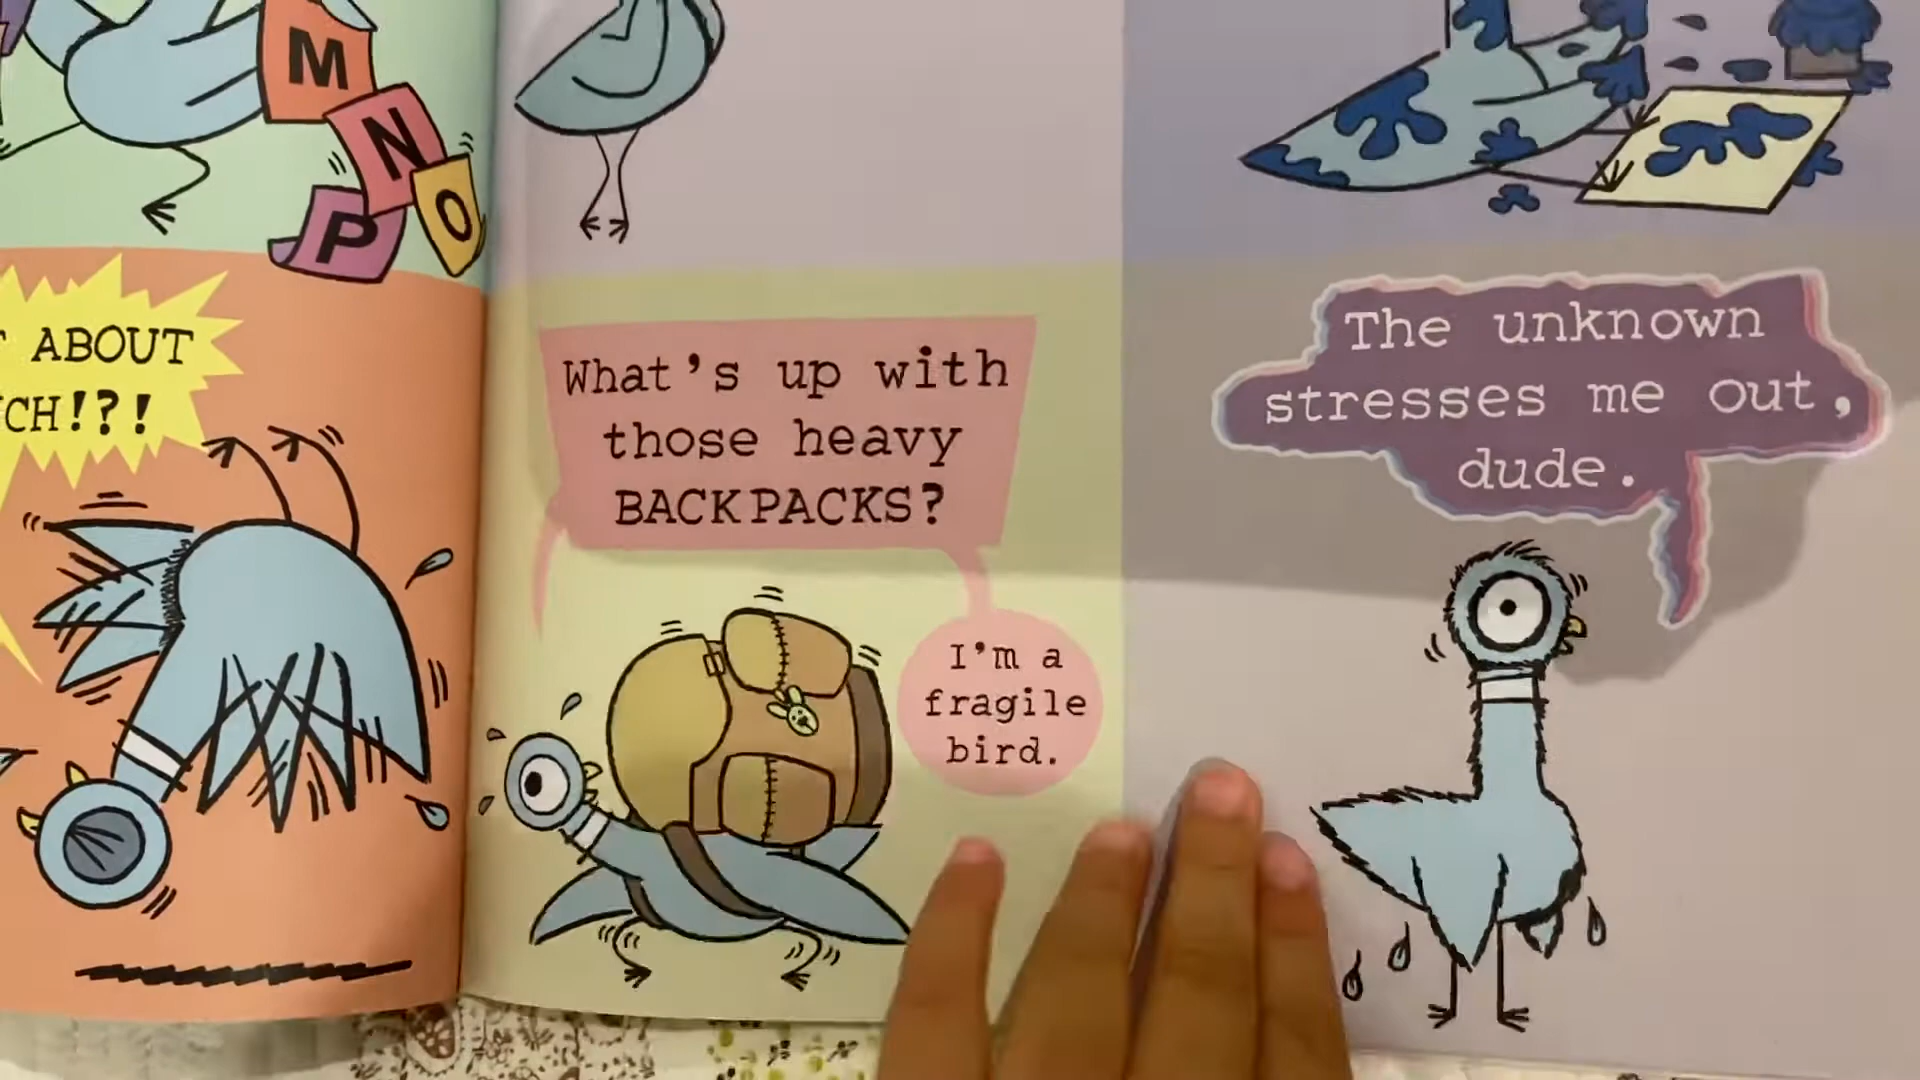 M
N
O
P
ABOUT
CH!?!
What's up with
those heavy
BACKPACKS?
I'm a
fragile
bird.
The unknown
stresses me out,
dude.